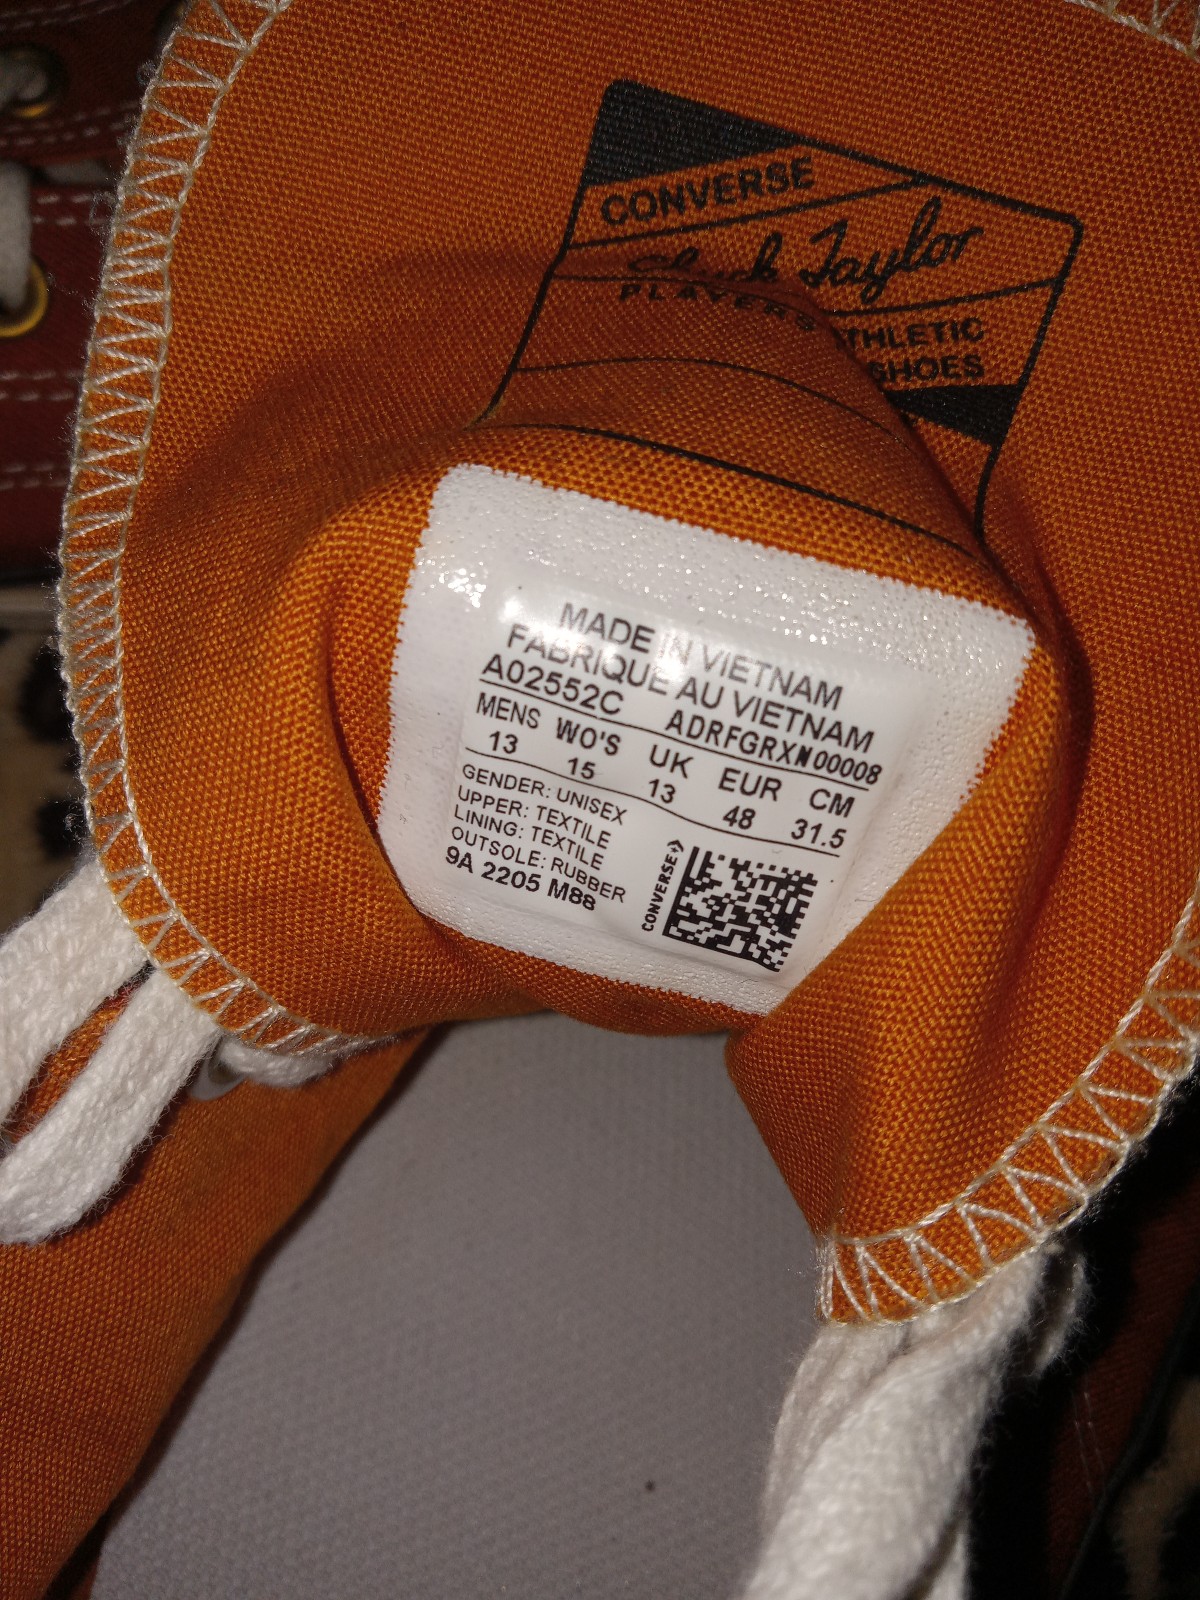 CONVERSE
Chuck Taylor
PLAYERS
ATHLETIC
SHOES
MADE IN VIETNAM
FABRIQUE AU VIETNAM
A02552C ADRFGRXN00008
MENS WO'S UK EUR CM
13 15 13 48 31.5
GENDER: UNISEX
UPPER: TEXTILE
LINING: TEXTILE
OUTSOLE: RUBBER
9A 2205 M88
CONVERSE